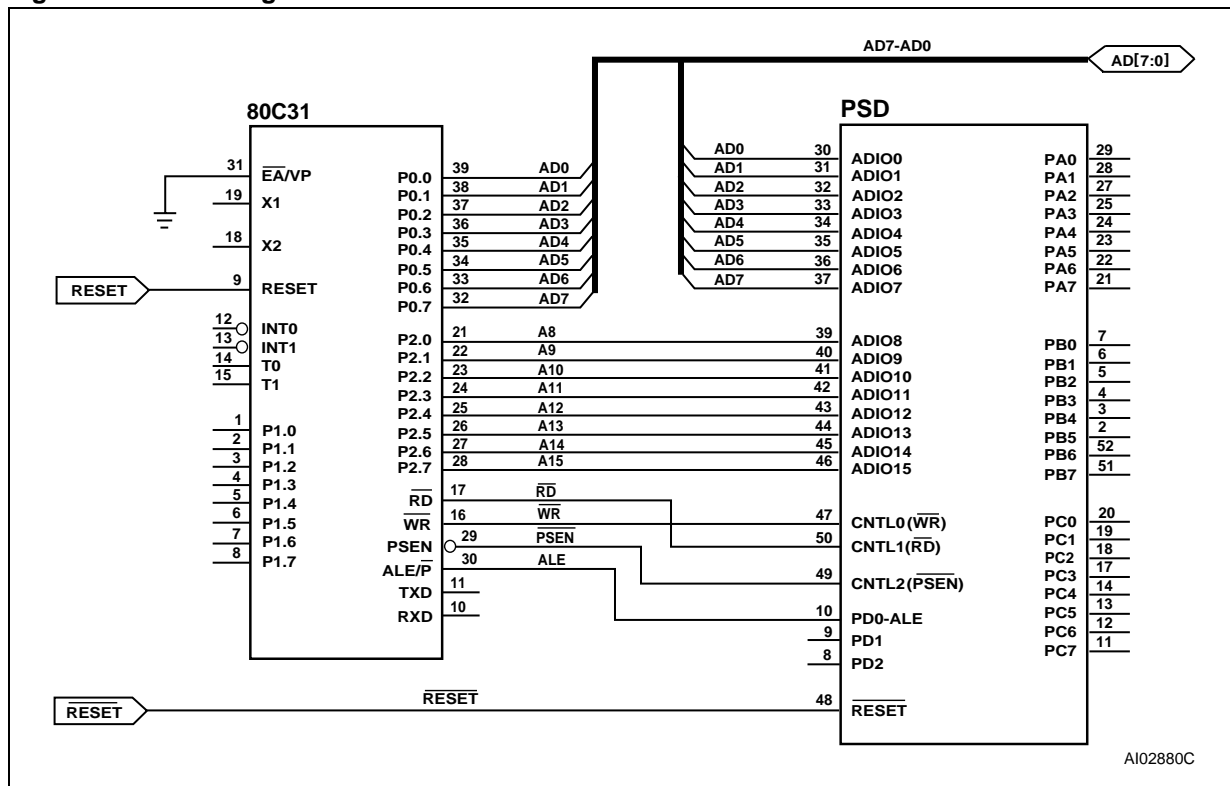 AD7-AD0
AD[7:0]
80C31
PSD
31 EA/VP
19 X1
18 X2
RESET 9 RESET
12 INT0
13 INT1
14 T0
15 T1
1 P1.0
2 P1.1
3 P1.2
4 P1.3
5 P1.4
6 P1.5
7 P1.6
8 P1.7
P0.0 39 AD0
P0.1 38 AD1
P0.2 37 AD2
P0.3 36 AD3
P0.4 35 AD4
P0.5 34 AD5
P0.6 33 AD6
P0.7 32 AD7
P2.0 21 A8
P2.1 22 A9
P2.2 23 A10
P2.3 24 A11
P2.4 25 A12
P2.5 26 A13
P2.6 27 A14
P2.7 28 A15
RD 17 RD
WR 16 WR
PSEN 29 PSEN
ALE/P 30 ALE
TXD 11
RXD 10
AD0 30 ADIO0
AD1 31 ADIO1
AD2 32 ADIO2
AD3 33 ADIO3
AD4 34 ADIO4
AD5 35 ADIO5
AD6 36 ADIO6
AD7 37 ADIO7
39 ADIO8
40 ADIO9
41 ADIO10
42 ADIO11
43 ADIO12
44 ADIO13
45 ADIO14
46 ADIO15
47 CNTL0(WR)
50 CNTL1(RD)
49 CNTL2(PSEN)
10 PD0-ALE
9 PD1
8 PD2
48 RESET
PA0 29
PA1 28
PA2 27
PA3 25
PA4 24
PA5 23
PA6 22
PA7 21
PB0 7
PB1 6
PB2 5
PB3 4
PB4 3
PB5 2
PB6 52
PB7 51
PC0 20
PC1 19
PC2 18
PC3 17
PC4 14
PC5 13
PC6 12
PC7 11
RESET RESET
AI02880C